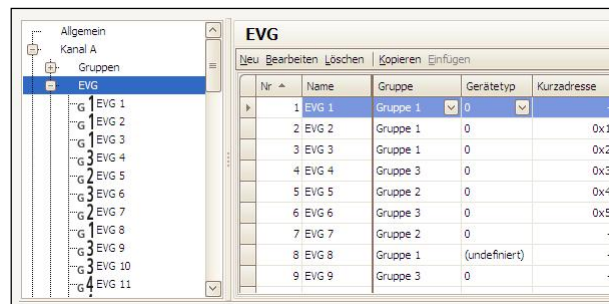 Allgemein
Kanal A
Gruppen
EVG
G 1 EVG 1
G 1 EVG 2
G 1 EVG 3
G 3 EVG 4
G 2 EVG 5
G 3 EVG 6
G 2 EVG 7
G 1 EVG 8
G 3 EVG 9
G 3 EVG 10
G 4 EVG 11
EVG
Neu Bearbeiten Löschen Kopieren Einfügen
Nr Name Gruppe Gerätetyp Kurzadresse
1 EVG 1 Gruppe 1 0 -
2 EVG 2 Gruppe 1 0 0x1
3 EVG 3 Gruppe 1 0 0x2
4 EVG 4 Gruppe 3 0 0x3
5 EVG 5 Gruppe 2 0 0x4
6 EVG 6 Gruppe 3 0 0x5
7 EVG 7 Gruppe 2 0 -
8 EVG 8 Gruppe 1 (undefiniert) -
9 EVG 9 Gruppe 3 0 -